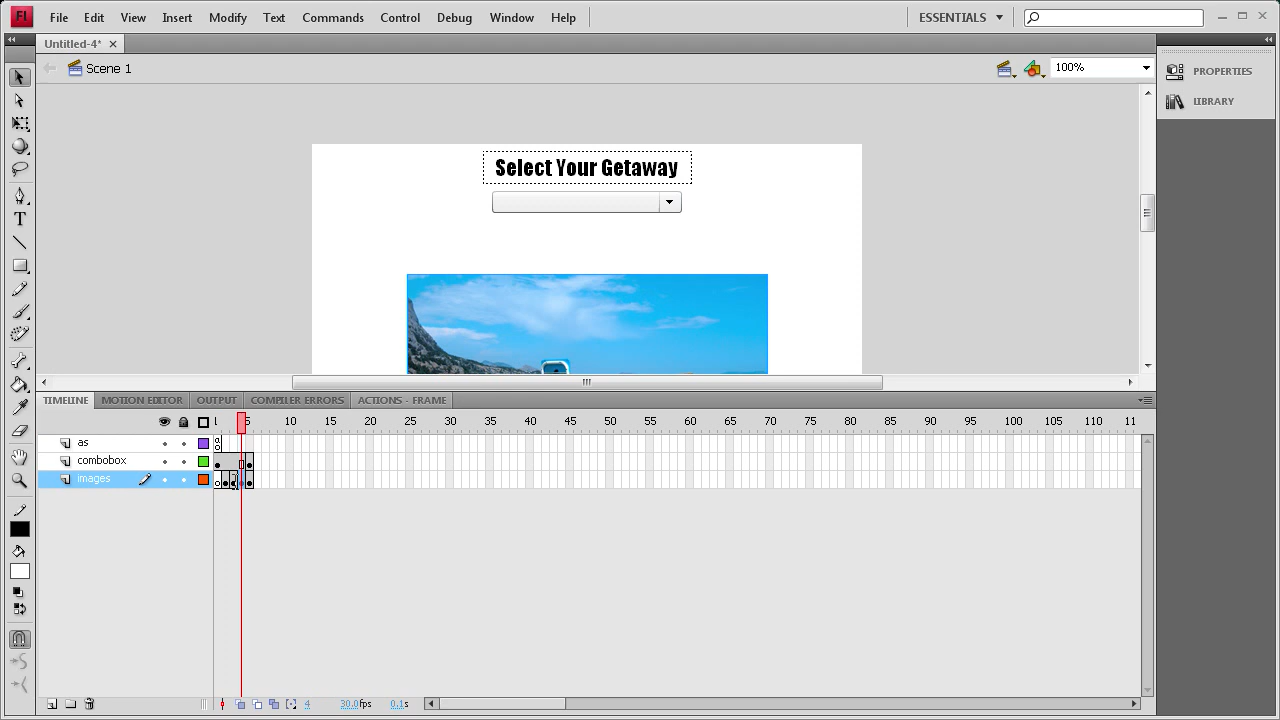 Fl File Edit View Insert Modify Text Commands Control Debug Window Help ESSENTIALS
Untitled-4*
Scene 1 100%
PROPERTIES
LIBRARY
Select Your Getaway
TIMELINE MOTION EDITOR OUTPUT COMPILER ERRORS ACTIONS - FRAME
5 10 15 20 25 30 35 40 45 50 55 60 65 70 75 80 85 90 95 100 105 110 11
as
combobox
images
4 30.0fps 0.1s